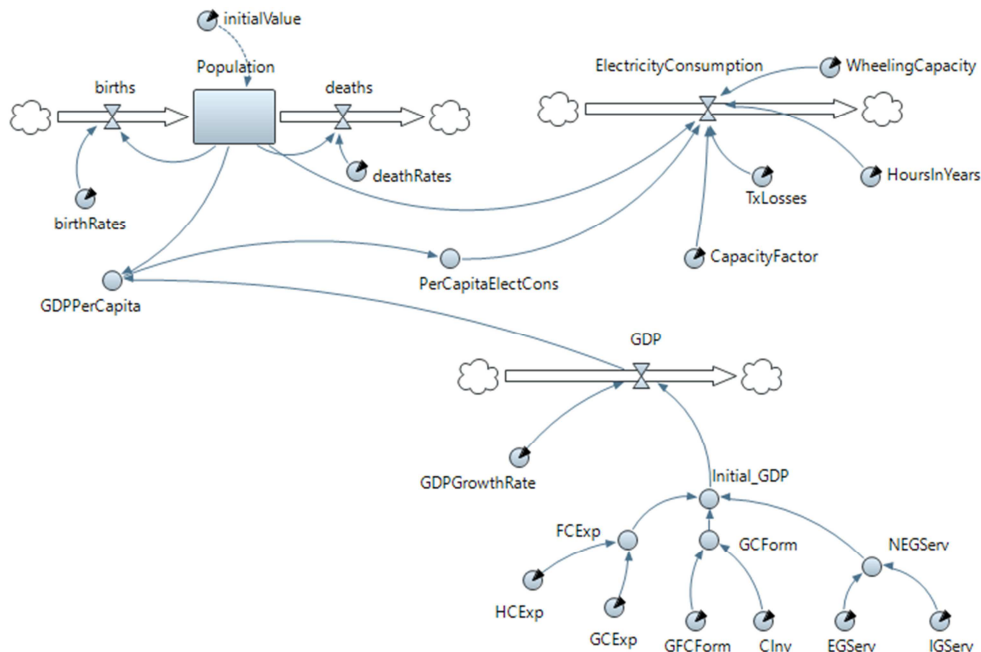 initialValue
Population
births
deaths
birthRates
deathRates
ElectricityConsumption
WheelingCapacity
HoursInYears
TxLosses
CapacityFactor
PerCapitaElectCons
GDPPerCapita
GDP
GDPGrowthRate
Initial_GDP
FCExp
GCForm
NEGServ
HCExp
GCExp
GFCForm
CInv
EGServ
IGServ